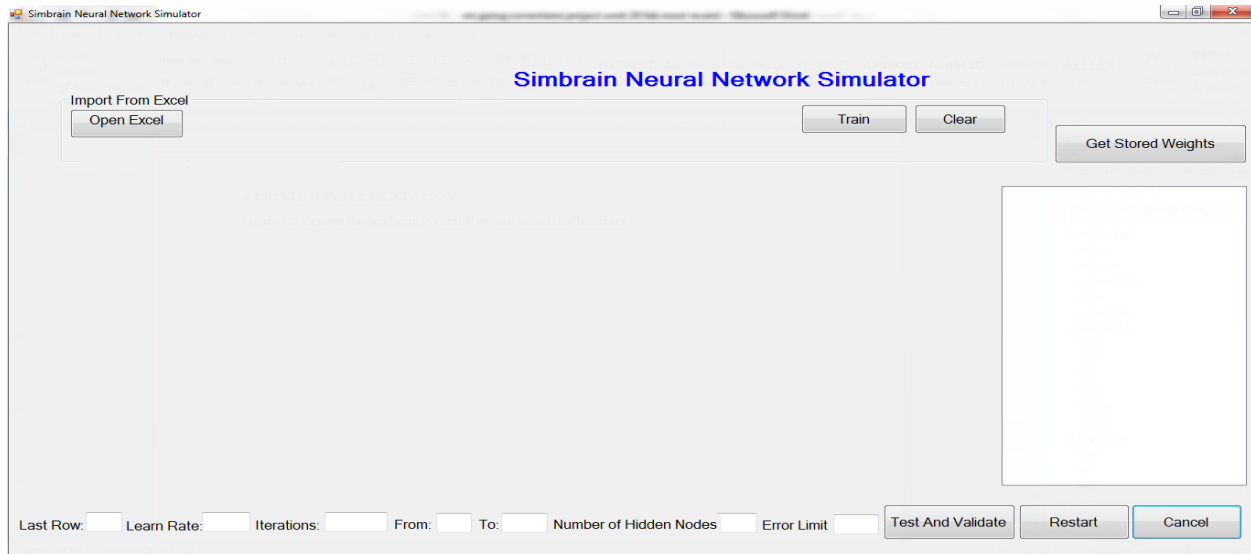 Simbrain Neural Network Simulator
Simbrain Neural Network Simulator
Import From Excel
Open Excel
Train
Clear
Get Stored Weights
Last Row:
Learn Rate:
Iterations:
From:
To:
Number of Hidden Nodes
Error Limit
Test And Validate
Restart
Cancel